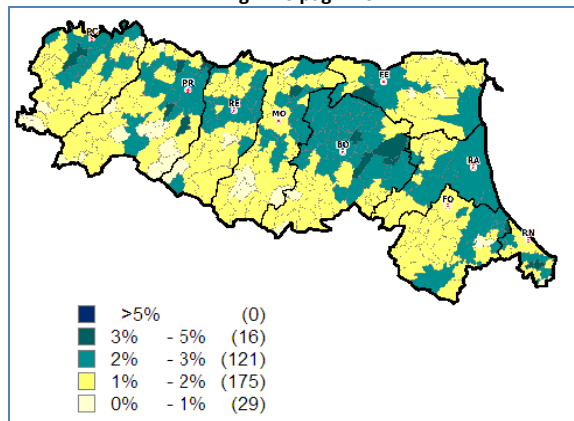 PC
FE
PR
RE
MO
BO
RA
FO
RN
>5% (0)
3% - 5% (16)
2% - 3% (121)
1% - 2% (175)
0% - 1% (29)